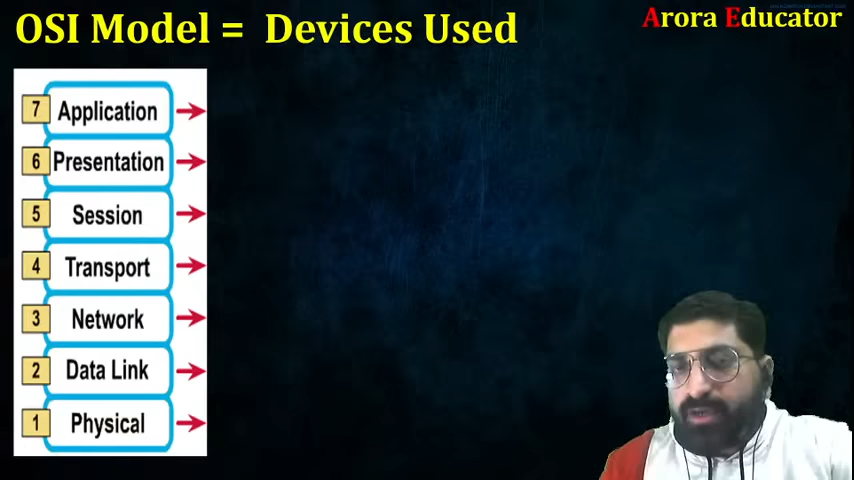 OSI Model = Devices Used
Arora Educator
7 Application
6 Presentation
5 Session
4 Transport
3 Network
2 Data Link
1 Physical